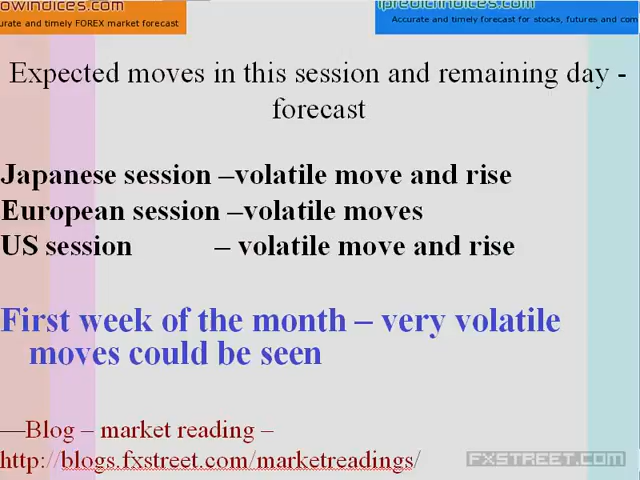 owindices.com
urate and timely FOREX market forecast
ipredictindices.com
Accurate and timely forecast for stocks, futures and com
Expected moves in this session and remaining day -
forecast
Japanese session –volatile move and rise
European session –volatile moves
US session – volatile move and rise
First week of the month – very volatile
moves could be seen
—Blog – market reading –
http://blogs.fxstreet.com/marketreadings/
FXSTREET.COM